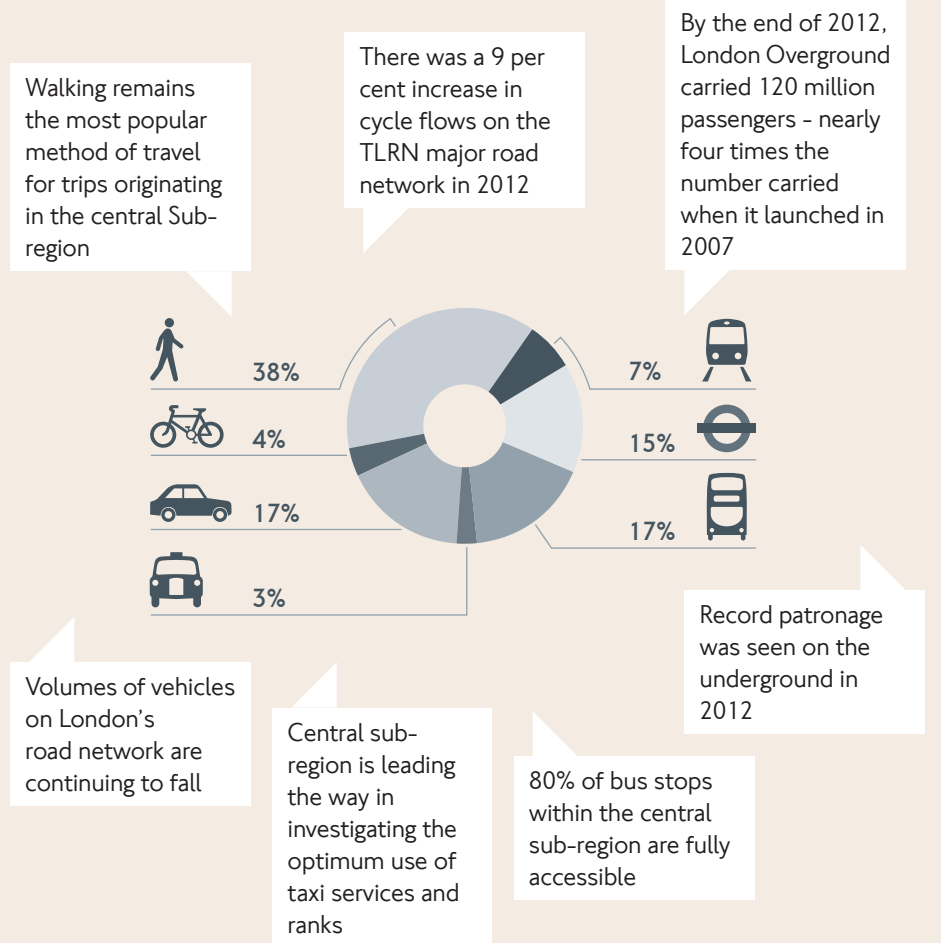 Walking remains
the most popular
method of travel
for trips originating
in the central Sub-
region
There was a 9 per
cent increase in
cycle flows on the
TLRN major road
network in 2012
By the end of 2012,
London Overground
carried 120 million
passengers - nearly
four times the
number carried
when it launched in
2007
38%
4%
17%
3%
7%
15%
17%
Record patronage
was seen on the
underground in
2012
Volumes of vehicles
on London's
road network are
continuing to fall
Central sub-
region is leading
the way in
investigating the
optimum use of
taxi services and
ranks
80% of bus stops
within the central
sub-region are fully
accessible